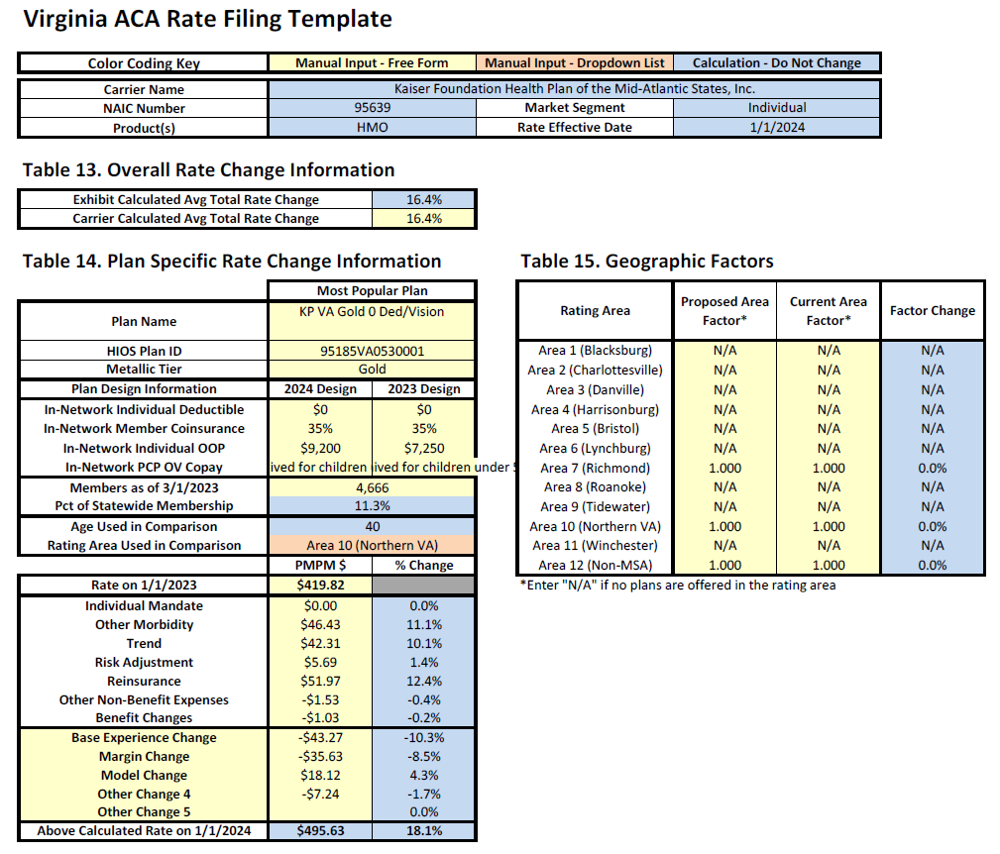 Virginia ACA Rate Filing Template
Color Coding Key Manual Input - Free Form Manual Input - Dropdown List Calculation - Do Not Change
Carrier Name Kaiser Foundation Health Plan of the Mid-Atlantic States, Inc.
NAIC Number 95639 Market Segment Individual
Product(s) HMO Rate Effective Date 1/1/2024
Table 13. Overall Rate Change Information
Exhibit Calculated Avg Total Rate Change 16.4%
Carrier Calculated Avg Total Rate Change 16.4%
Table 14. Plan Specific Rate Change Information
Most Popular Plan
Plan Name KP VA Gold 0 Ded/Vision
HIOS Plan ID 95185VA0530001
Metallic Tier Gold
Plan Design Information 2024 Design 2023 Design
In-Network Individual Deductible $0 $0
In-Network Member Coinsurance 35% 35%
In-Network Individual OOP $9,200 $7,250
In-Network PCP OV Copay ived for children ived for children under 5
Members as of 3/1/2023 4,666
Pct of Statewide Membership 11.3%
Age Used in Comparison 40
Rating Area Used in Comparison Area 10 (Northern VA)
PMPM $ % Change
Rate on 1/1/2023 $419.82
Individual Mandate $0.00 0.0%
Other Morbidity $46.43 11.1%
Trend $42.31 10.1%
Risk Adjustment $5.69 1.4%
Reinsurance $51.97 12.4%
Other Non-Benefit Expenses -$1.53 -0.4%
Benefit Changes -$1.03 -0.2%
Base Experience Change -$43.27 -10.3%
Margin Change -$35.63 -8.5%
Model Change $18.12 4.3%
Other Change 4 -$7.24 -1.7%
Other Change 5 0.0%
Above Calculated Rate on 1/1/2024 $495.63 18.1%
Table 15. Geographic Factors
Rating Area Proposed Area Factor* Current Area Factor* Factor Change
Area 1 (Blacksburg) N/A N/A N/A
Area 2 (Charlottesville) N/A N/A N/A
Area 3 (Danville) N/A N/A N/A
Area 4 (Harrisonburg) N/A N/A N/A
Area 5 (Bristol) N/A N/A N/A
Area 6 (Lynchburg) N/A N/A N/A
Area 7 (Richmond) 1.000 1.000 0.0%
Area 8 (Roanoke) N/A N/A N/A
Area 9 (Tidewater) N/A N/A N/A
Area 10 (Northern VA) 1.000 1.000 0.0%
Area 11 (Winchester) N/A N/A N/A
Area 12 (Non-MSA) 1.000 1.000 0.0%
*Enter "N/A" if no plans are offered in the rating area